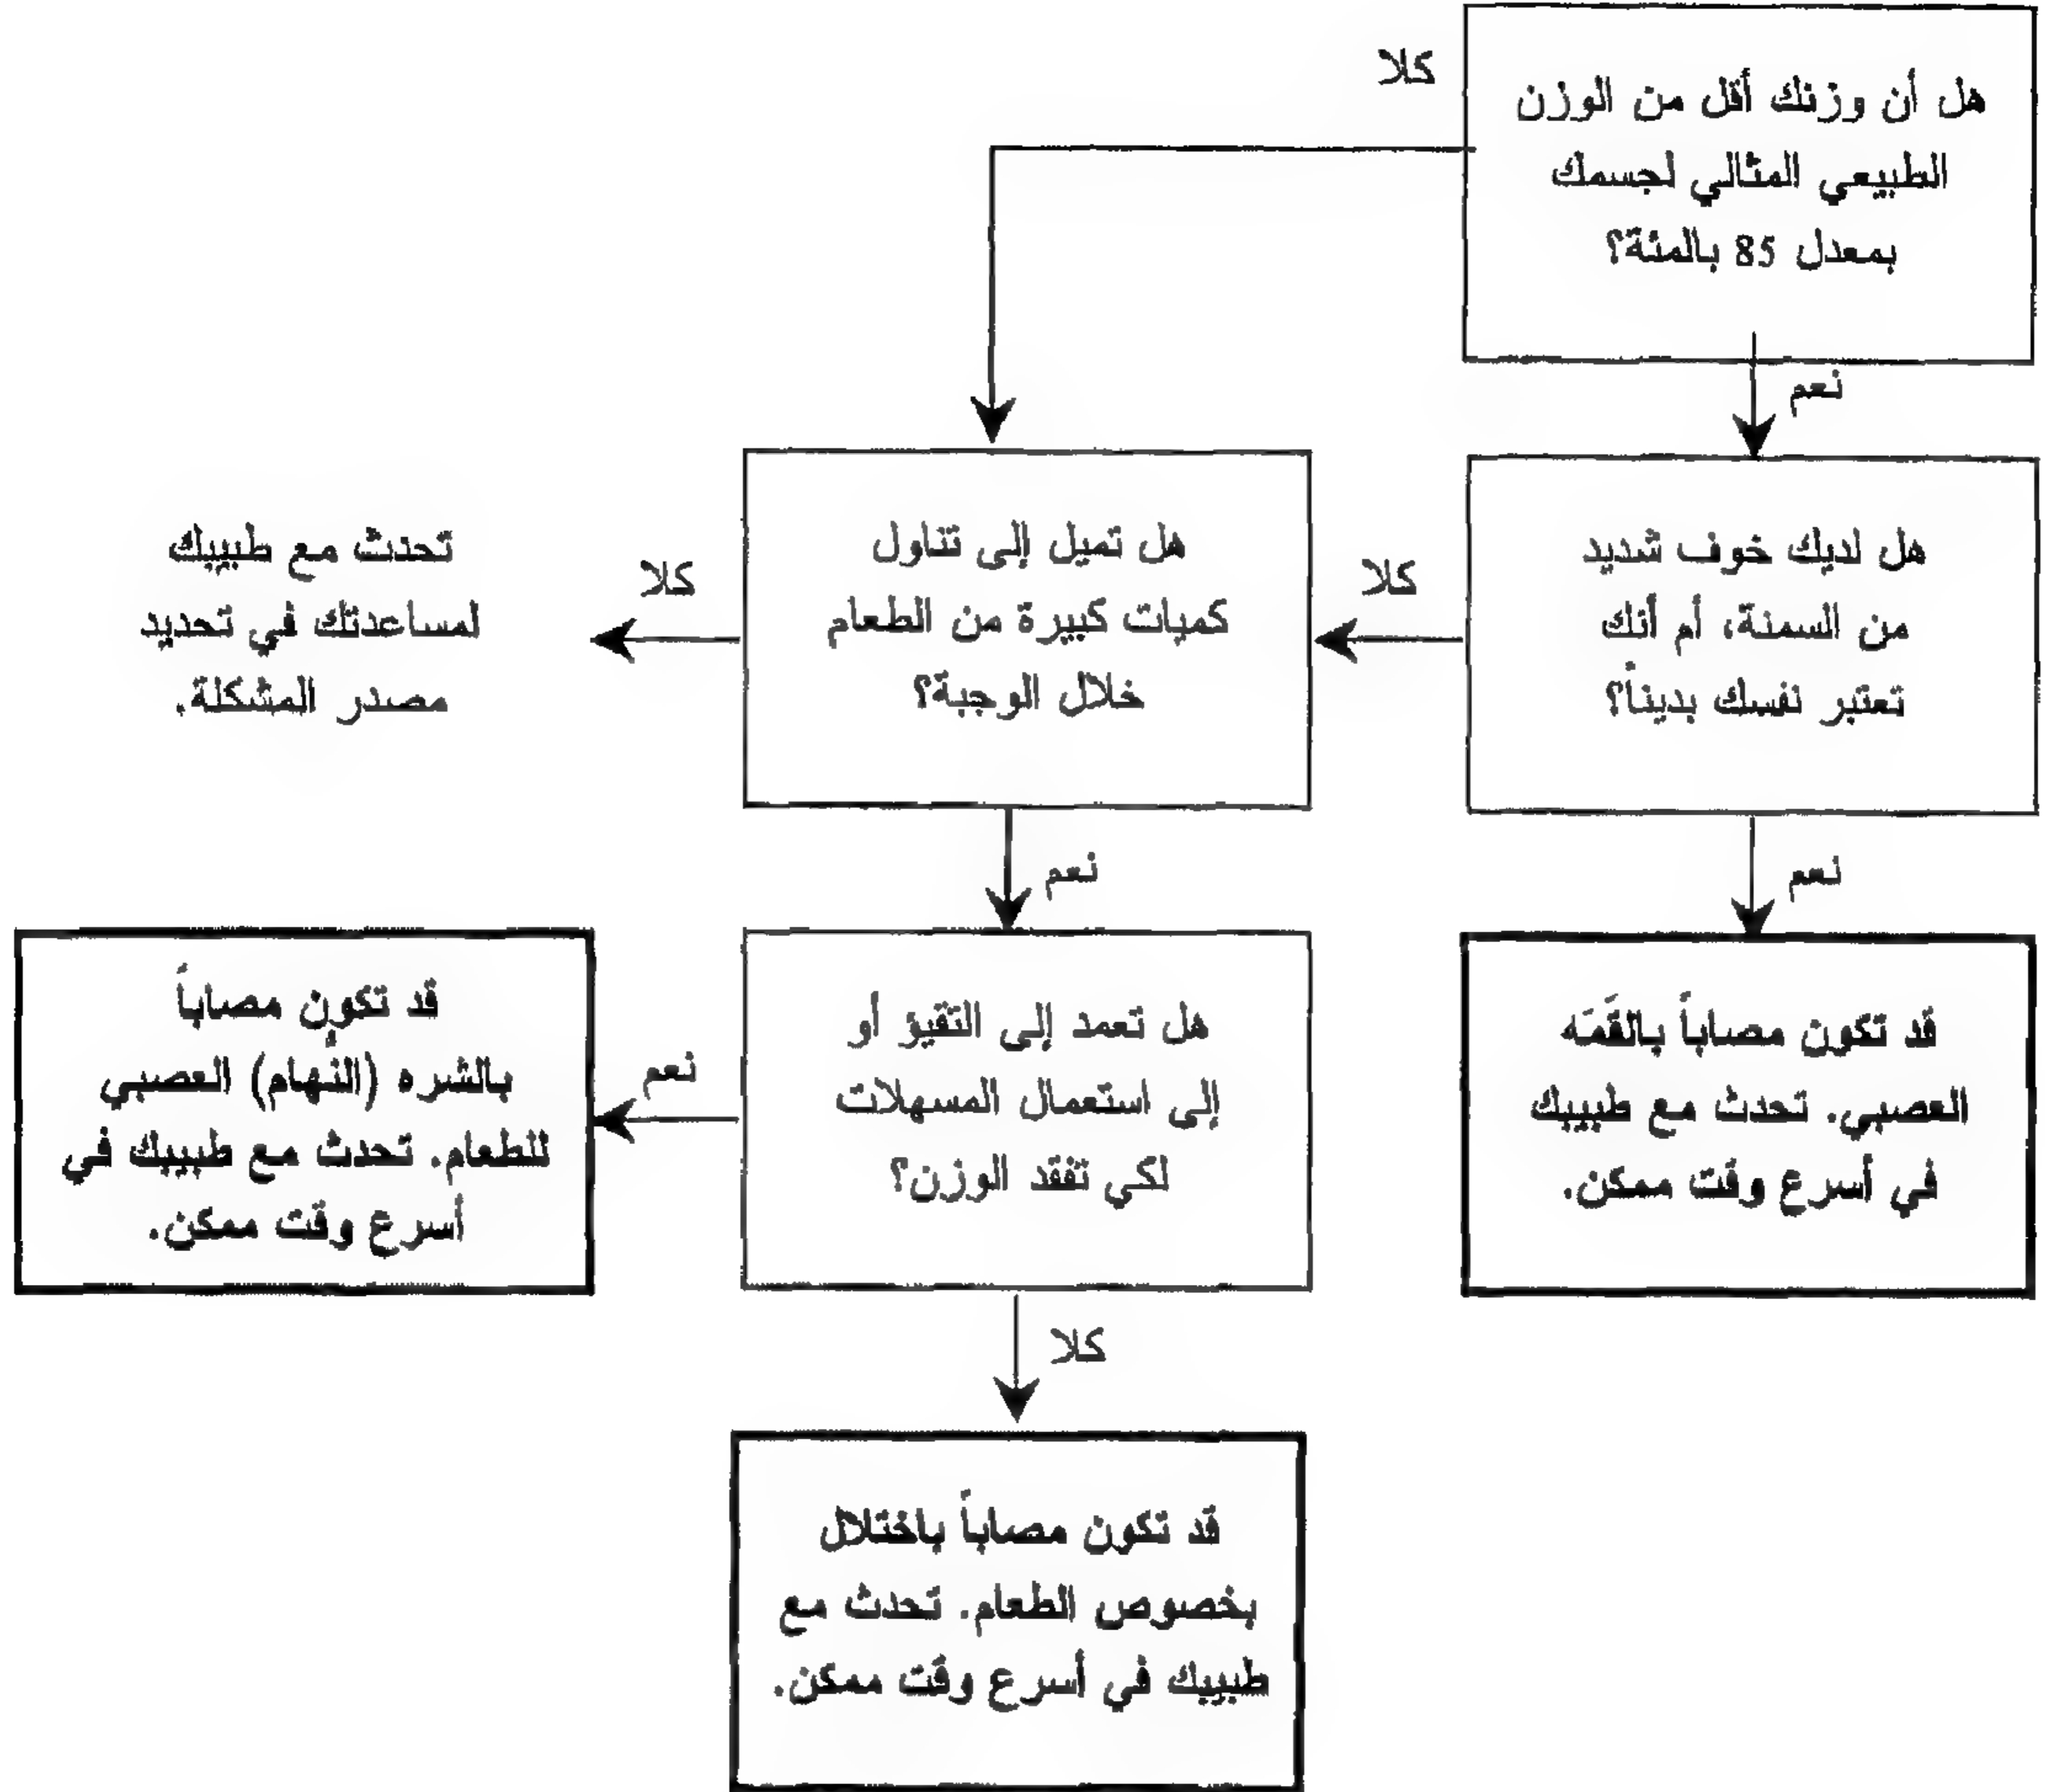 هل أن وزنك أقل من الوزن
الطبيعي المثالي لجسمك
بمعدل 85 بالمئة؟
كلا
نعم
هل لديك خوف شديد
من السمنة، أم أنك
تعتبر نفسك بديناً؟
كلا
هل تميل إلى تناول
كميات كبيرة من الطعام
خلال الوجبة؟
كلا
تحدث مع طبيبك
لمساعدتك في تحديد
مصدر المشكلة.
نعم
نعم
قد تكون مصاباً بالقَمَه
العصبي. تحدث مع طبيبك
في أسرع وقت ممكن.
هل تعمد إلى التقيؤ أو
إلى استعمال المسهلات
لكي تفقد الوزن؟
نعم
قد تكون مصاباً
بالشره (النُهام) العصبي
للطعام. تحدث مع طبيبك في
أسرع وقت ممكن.
كلا
قد تكون مصاباً باختلال
بخصوص الطعام. تحدث مع
طبيبك في أسرع وقت ممكن.